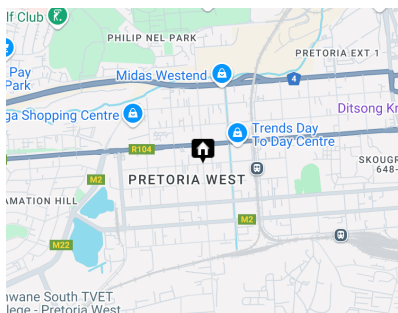 lf Club
PHILIP NEL PARK
PRETORIA EXT 1
Pay
Park
Midas Westend
4
Ditsong Kr
ga Shopping Centre
Trends Day
To Day Centre
R104
SKOUGR
648-
M2
PRETORIA WEST
AMATION HILL
M2
M22
hwane South TVET
llege - Pretoria West